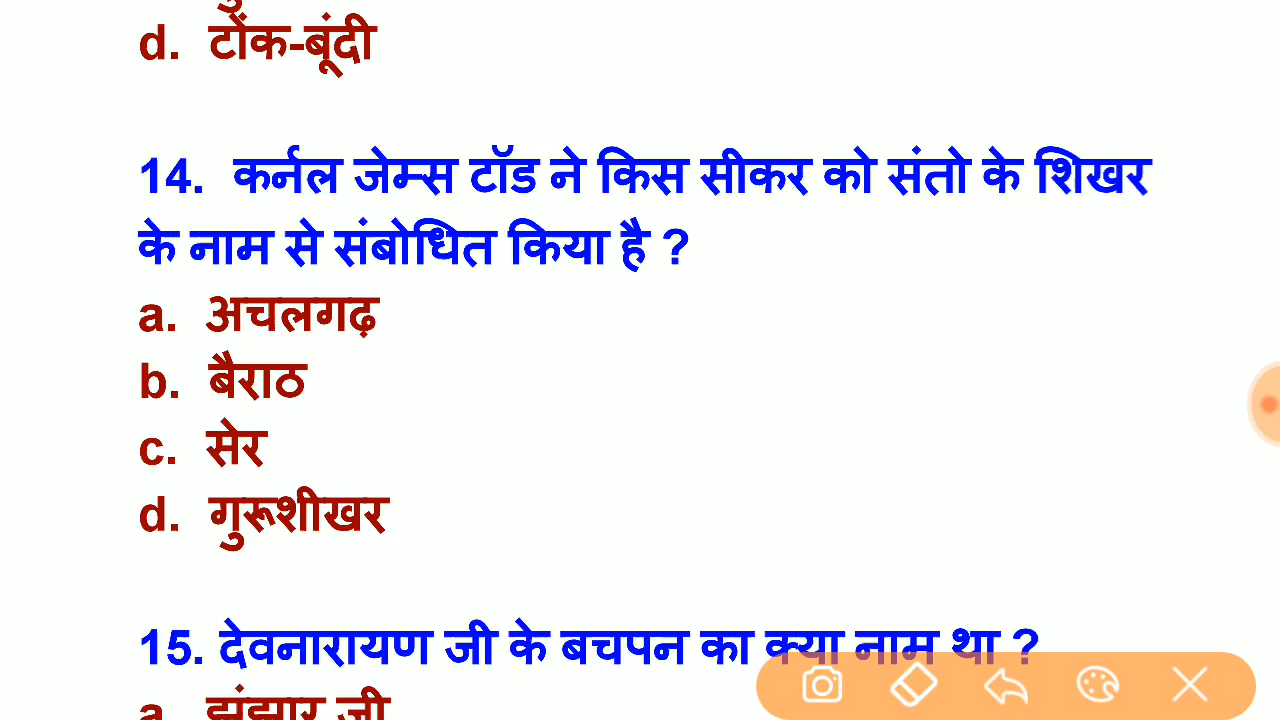 d. टोंक-बूंदी
14. कर्नल जेम्स टॉड ने किस सीकर को संतो के शिखर
के नाम से संबोधित किया है ?
a. अचलगढ़
b. बैराठ
c. सेर
d. गुरूशीखर
15. देवनारायण जी के बचपन का क्या नाम था ?
a. झुंझार जी